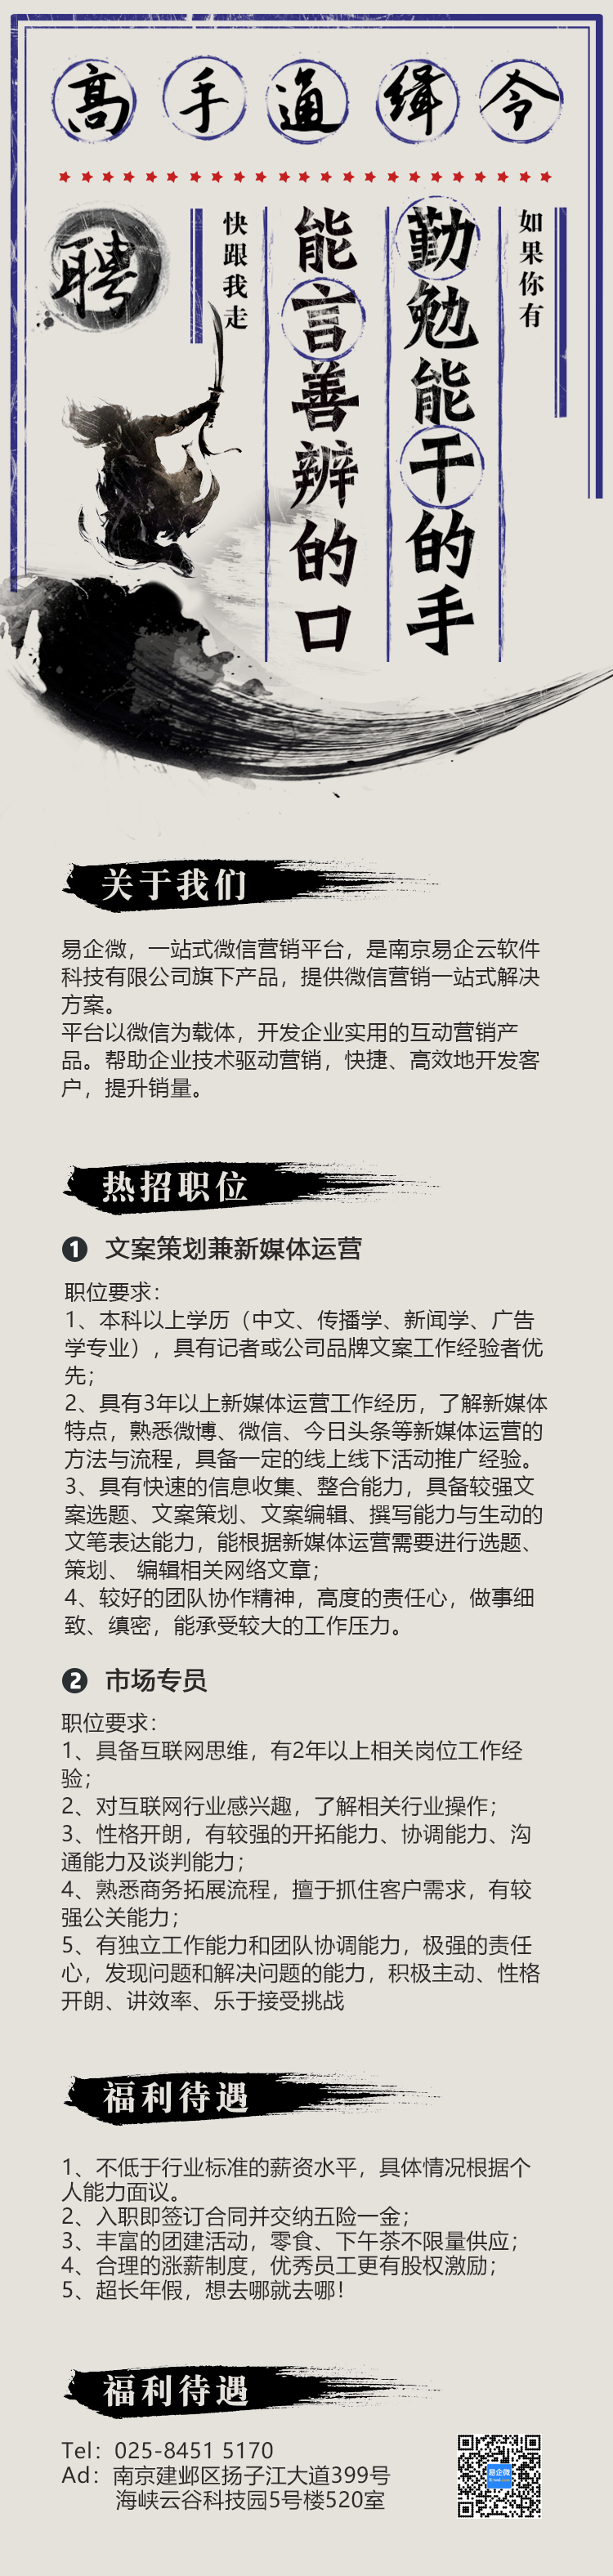 高手通缉令
如果你有
勤勉能干的手
能言善辨的口
快跟我走
聘
关于我们
易企微，一站式微信营销平台，是南京易企云软件
科技有限公司旗下产品，提供微信营销一站式解决
方案。
平台以微信为载体，开发企业实用的互动营销产
品。帮助企业技术驱动营销，快捷、高效地开发客
户，提升销量。
热招职位
1 文案策划兼新媒体运营
职位要求：
1、本科以上学历（中文、传播学、新闻学、广告
学专业），具有记者或公司品牌文案工作经验者优
先；
2、具有3年以上新媒体运营工作经历，了解新媒体
特点，熟悉微博、微信、今日头条等新媒体运营的
方法与流程，具备一定的线上线下活动推广经验。
3、具有快速的信息收集、整合能力，具备较强文
案选题、文案策划、文案编辑、撰写能力与生动的
文笔表达能力，能根据新媒体运营需要进行选题、
策划、 编辑相关网络文章；
4、较好的团队协作精神，高度的责任心，做事细
致、缜密，能承受较大的工作压力。
2 市场专员
职位要求：
1、具备互联网思维，有2年以上相关岗位工作经
验；
2、对互联网行业感兴趣，了解相关行业操作；
3、性格开朗，有较强的开拓能力、协调能力、沟
通能力及谈判能力；
4、熟悉商务拓展流程，擅于抓住客户需求，有较
强公关能力；
5、有独立工作能力和团队协调能力，极强的责任
心，发现问题和解决问题的能力，积极主动、性格
开朗、讲效率、乐于接受挑战
福利待遇
1、不低于行业标准的薪资水平，具体情况根据个
人能力面议。
2、入职即签订合同并交纳五险一金；
3、丰富的团建活动，零食、下午茶不限量供应；
4、合理的涨薪制度，优秀员工更有股权激励；
5、超长年假，想去哪就去哪！
福利待遇
Tel：025-8451 5170
Ad：南京建邺区扬子江大道399号
海峡云谷科技园5号楼520室
易企微